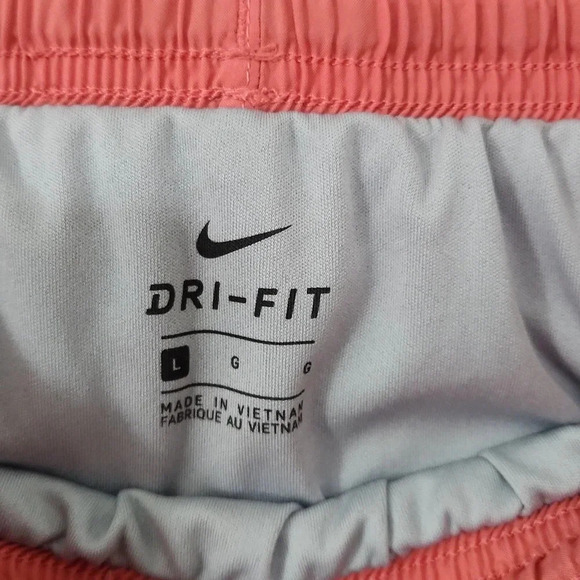 DRI-FIT
L G G
MADE IN VIETNAM
FABRIQUE AU VIETNAM